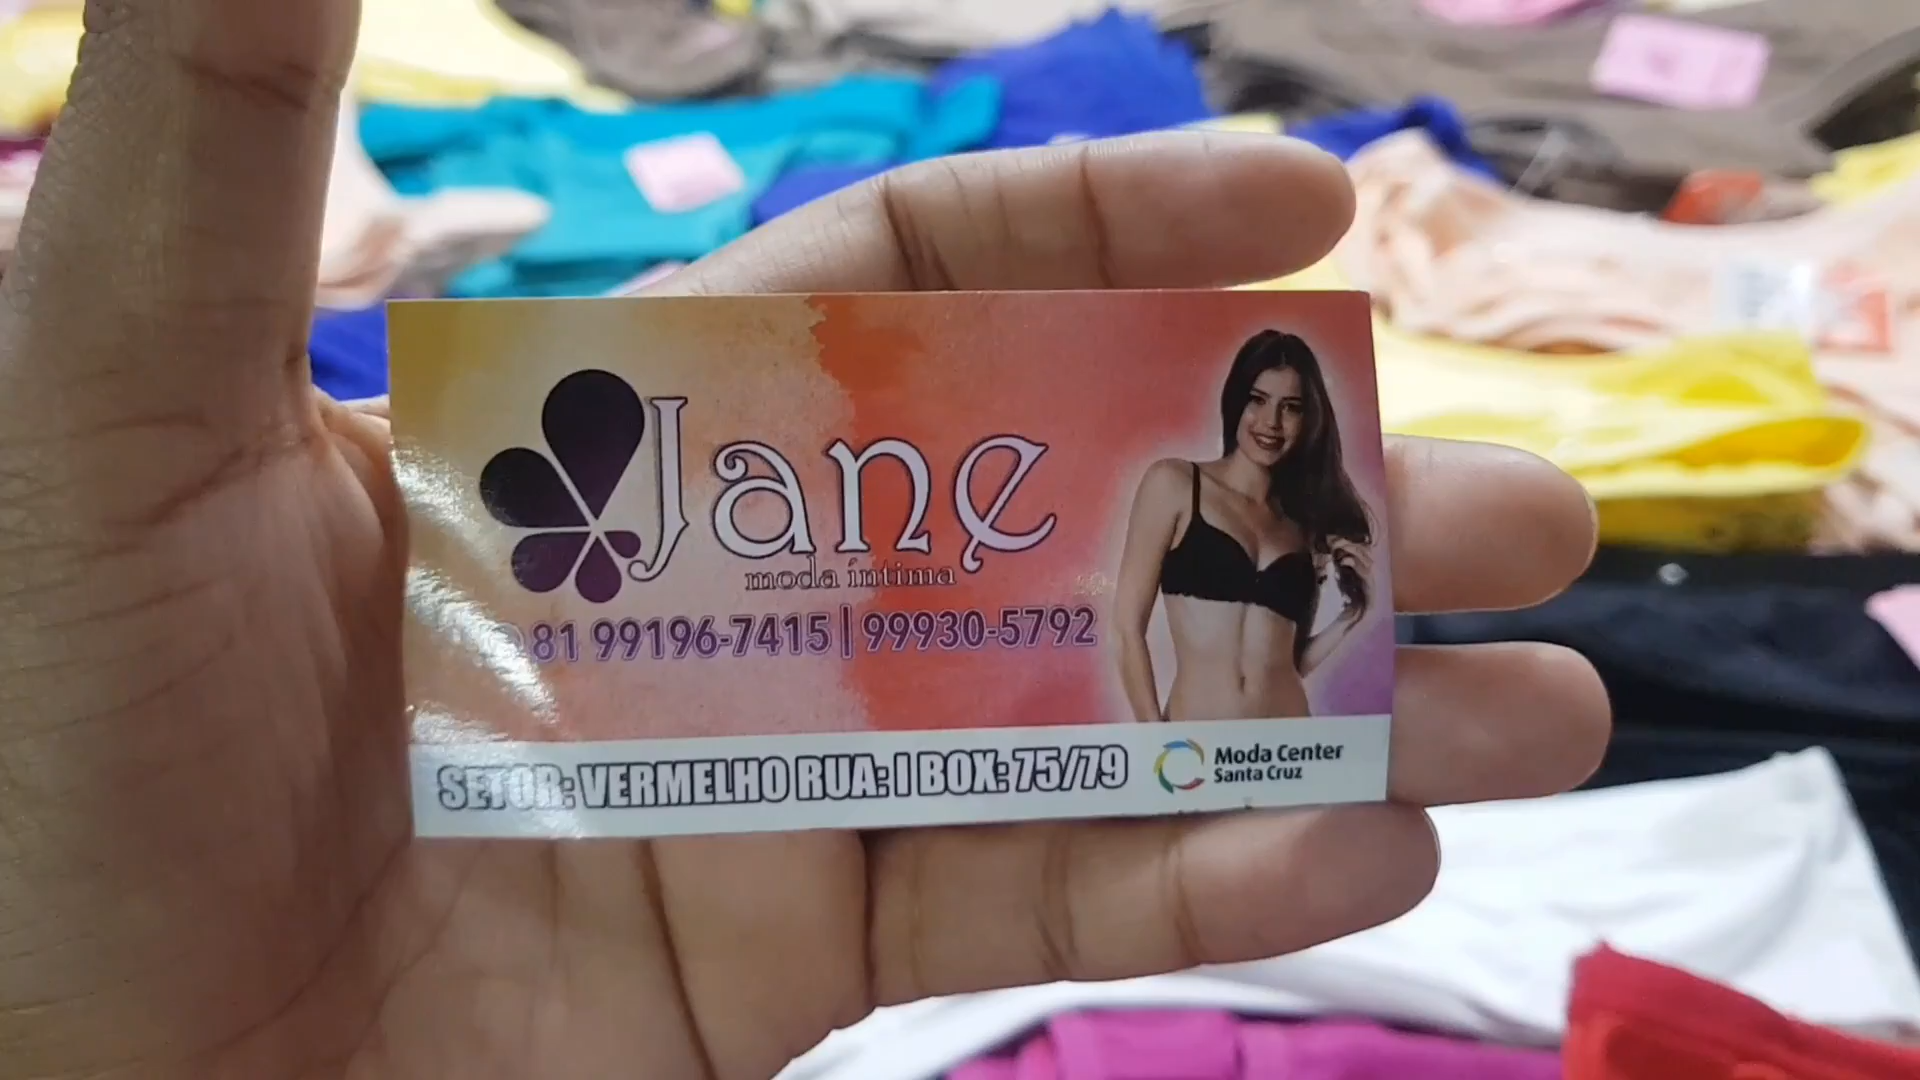 Jane
moda íntima
81 99196-7415 | 99930-5792
SETOR: VERMELHO RUA: I BOX: 75/79
Moda Center
Santa Cruz